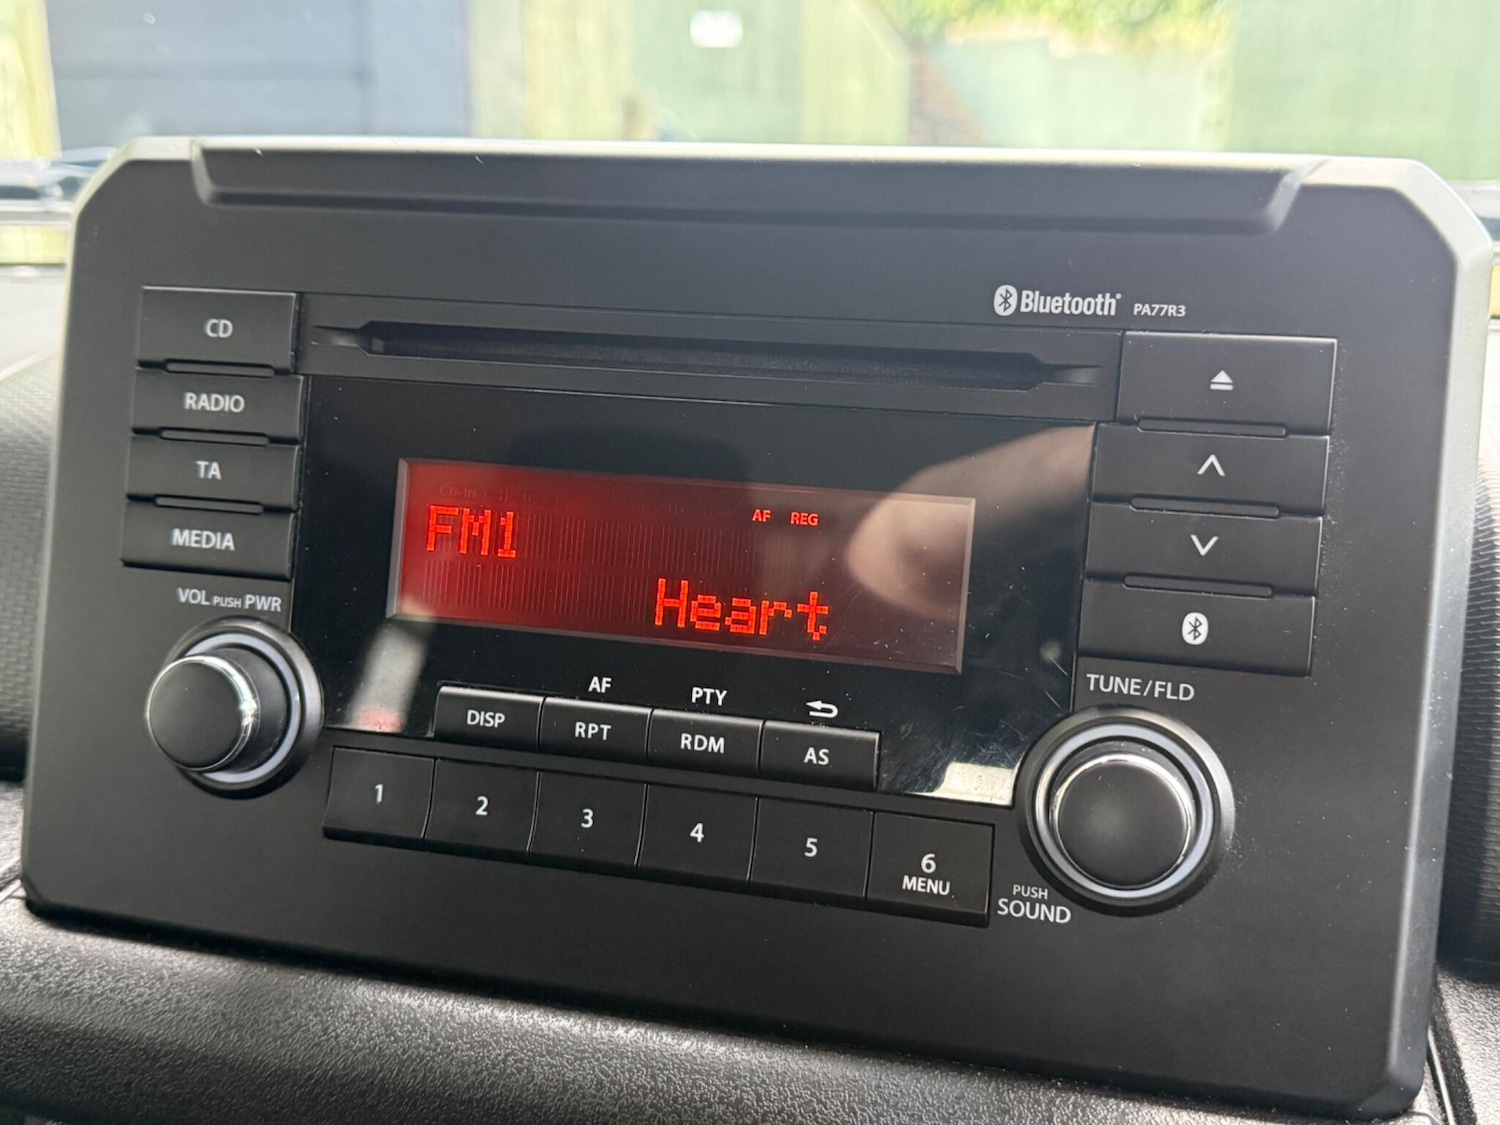 Bluetooth® PA77R3
CD
RADIO
TA
MEDIA
VOL PUSH PWR
AF REG
FM1
Heart
AF
PTY
DISP
RPT
RDM
AS
1
2
3
4
5
6
MENU
TUNE/FLD
PUSH
SOUND